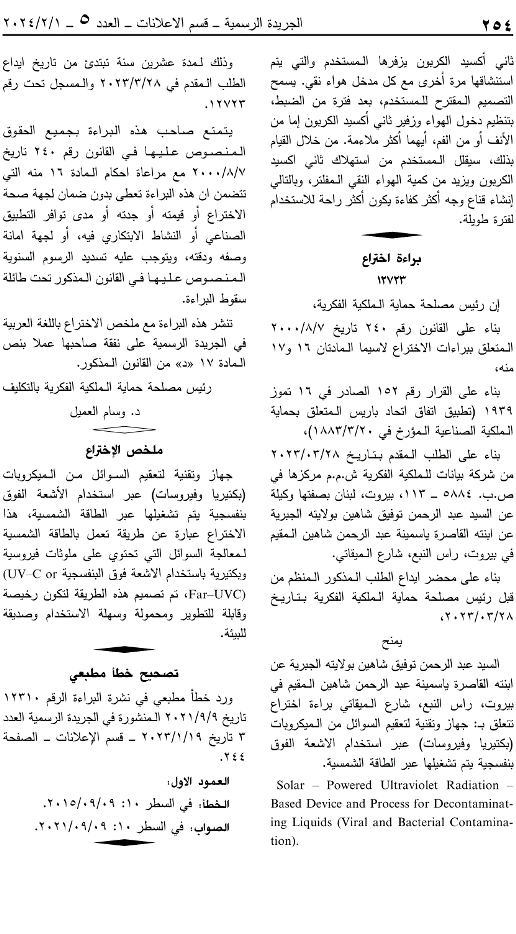 ٢٥٤
الجريدة الرسمية ــ قسم الاعلانات ــ العدد ٥ ــ ٢٠٢٤/٢/١
ثاني أكسيد الكربون يزفرها المستخدم والتي يتم
استنشاقها مرة أخرى مع كل مدخل هواء نقي. يسمح
التصميم المقترح للمستخدم، بعد فترة من الضبط،
بتنظيم دخول الهواء وزفير ثاني أكسيد الكربون إما من
الأنف أو من الفم، أيهما أكثر ملاءمة. من خلال القيام
بذلك، سيقلل المستخدم من استهلاك ثاني اكسيد
الكربون ويزيد من كمية الهواء النقي المفلتر، وبالتالي
إنشاء قناع وجه أكثر كفاءة يكون أكثر راحة للاستخدام
لفترة طويلة.
براءة اختراع
١٢٧٢٣
إن رئيس مصلحة حماية الملكية الفكرية،
بناء على القانون رقم ٢٤٠ تاريخ ٢٠٠٠/٨/٧
المتعلق ببراءات الاختراع لاسيما المادتان ١٦ و١٧
منه،
بناء على القرار رقم ١٥٢ الصادر في ١٦ تموز
١٩٣٩ (تطبيق اتفاق اتحاد باريس المتعلق بحماية
الملكية الصناعية المؤرخ في ١٨٨٣/٣/٢٠)،
بناء على الطلب المقدم بتاريخ ٢٠٢٣/٠٣/٢٨
من شركة بيانات للملكية الفكرية ش.م.م مركزها في
ص.ب. ٥٨٨٤ ــ ١١٣، بيروت، لبنان بصفتها وكيلة
عن السيد عبد الرحمن توفيق شاهين بولايته الجبرية
عن ابنته القاصرة ياسمينة عبد الرحمن شاهين المقيم
في بيروت، راس النبع، شارع الميقاتي.
بناء على محضر ايداع الطلب المذكور المنظم من
قبل رئيس مصلحة حماية الملكية الفكرية بتاريخ
٢٠٢٣/٠٣/٢٨،
يمنح
السيد عبد الرحمن توفيق شاهين بولايته الجبرية عن
ابنته القاصرة ياسمينة عبد الرحمن شاهين المقيم في
بيروت، راس النبع، شارع الميقاتي براءة اختراع
تتعلق بـ: جهاز وتقنية لتعقيم السوائل من الميكروبات
(بكتيريا وفيروسات) عبر استخدام الاشعة الفوق
بنفسجية يتم تشغيلها عبر الطاقة الشمسية.
Solar – Powered Ultraviolet Radiation –
Based Device and Process for Decontaminat-
ing Liquids (Viral and Bacterial Contamina-
tion).
وذلك لمدة عشرين سنة تبتدئ من تاريخ ايداع
الطلب المقدم في ٢٠٢٣/٣/٢٨ والمسجل تحت رقم
١٢٧٢٣.
يتمتع صاحب هذه البراءة بجميع الحقوق
المنصوص عليها في القانون رقم ٢٤٠ تاريخ
٢٠٠٠/٨/٧ مع مراعاة احكام المادة ١٦ منه التي
تتضمن ان هذه البراءة تعطى بدون ضمان لجهة صحة
الاختراع او قيمته أو جدته أو مدى توافر التطبيق
الصناعي أو النشاط الابتكاري فيه، أو لجهة امانة
وصفه ودقته، ويتوجب عليه تسديد الرسوم السنوية
المنصوص عليها في القانون المذكور تحت طائلة
سقوط البراءة.
تنشر هذه البراءة مع ملخص الاختراع باللغة العربية
في الجريدة الرسمية على نفقة صاحبها عملا بنص
المادة ١٧ «د» من القانون المذكور.
رئيس مصلحة حماية الملكية الفكرية بالتكليف
د. وسام العميل
ملخص الإختراع
جهاز وتقنية لتعقيم السوائل من الميكروبات
(بكتيريا وفيروسات) عبر استخدام الأشعة الفوق
بنفسجية يتم تشغيلها عبر الطاقة الشمسية، هذا
الاختراع عبارة عن طريقة تعمل بالطاقة الشمسية
لمعالجة السوائل التي تحتوي على ملوثات فيروسية
وبكتيرية باستخدام الاشعة فوق البنفسجية (UV–C or
Far–UVC)، تم تصميم هذه الطريقة لتكون رخيصة
وقابلة للتطوير ومحمولة وسهلة الاستخدام وصديقة
للبيئة.
تصحيح خطأ مطبعي
ورد خطأ مطبعي في نشرة البراءة الرقم ١٢٣١٠
تاريخ ٢٠٢١/٩/٩ المنشورة في الجريدة الرسمية العدد
٣ تاريخ ٢٠٢٣/١/١٩ ــ قسم الإعلانات ــ الصفحة
٢٤٤.
العمود الاول:
الخطأ: في السطر ١٠: ٢٠١٥/٠٩/٠٩.
الصواب: في السطر ١٠: ٢٠٢١/٠٩/٠٩.